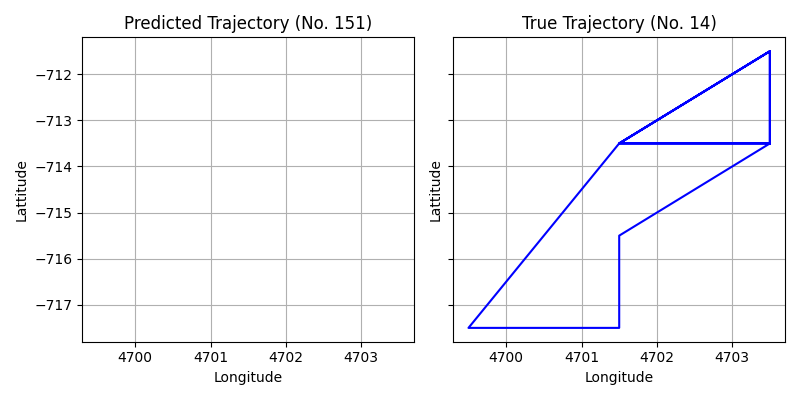 Predicted Trajectory (No. 151)
Lattitude
−712
−713
−714
−715
−716
−717
4700 4701 4702 4703
Longitude
True Trajectory (No. 14)
Lattitude
4700 4701 4702 4703
Longitude